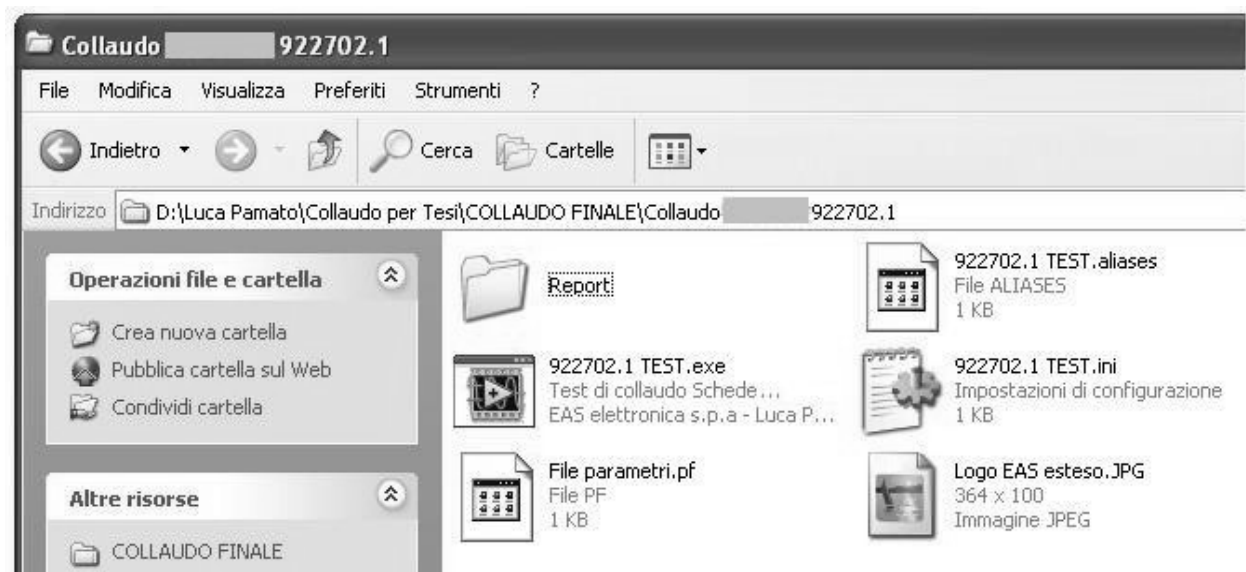 Collaudo 922702.1
File Modifica Visualizza Preferiti Strumenti ?
Indietro Cerca Cartelle
Indirizzo D:\Luca Pamato\Collaudo per Tesi\COLLAUDO FINALE\Collaudo 922702.1
Operazioni file e cartella
Crea nuova cartella
Pubblica cartella sul Web
Condividi cartella
Altre risorse
COLLAUDO FINALE
Report
922702.1 TEST.aliases
File ALIASES
1 KB
922702.1 TEST.exe
Test di collaudo Schede...
EAS elettronica s.p.a - Luca P...
922702.1 TEST.ini
Impostazioni di configurazione
1 KB
File parametri.pf
File PF
1 KB
Logo EAS esteso.JPG
364 x 100
Immagine JPEG